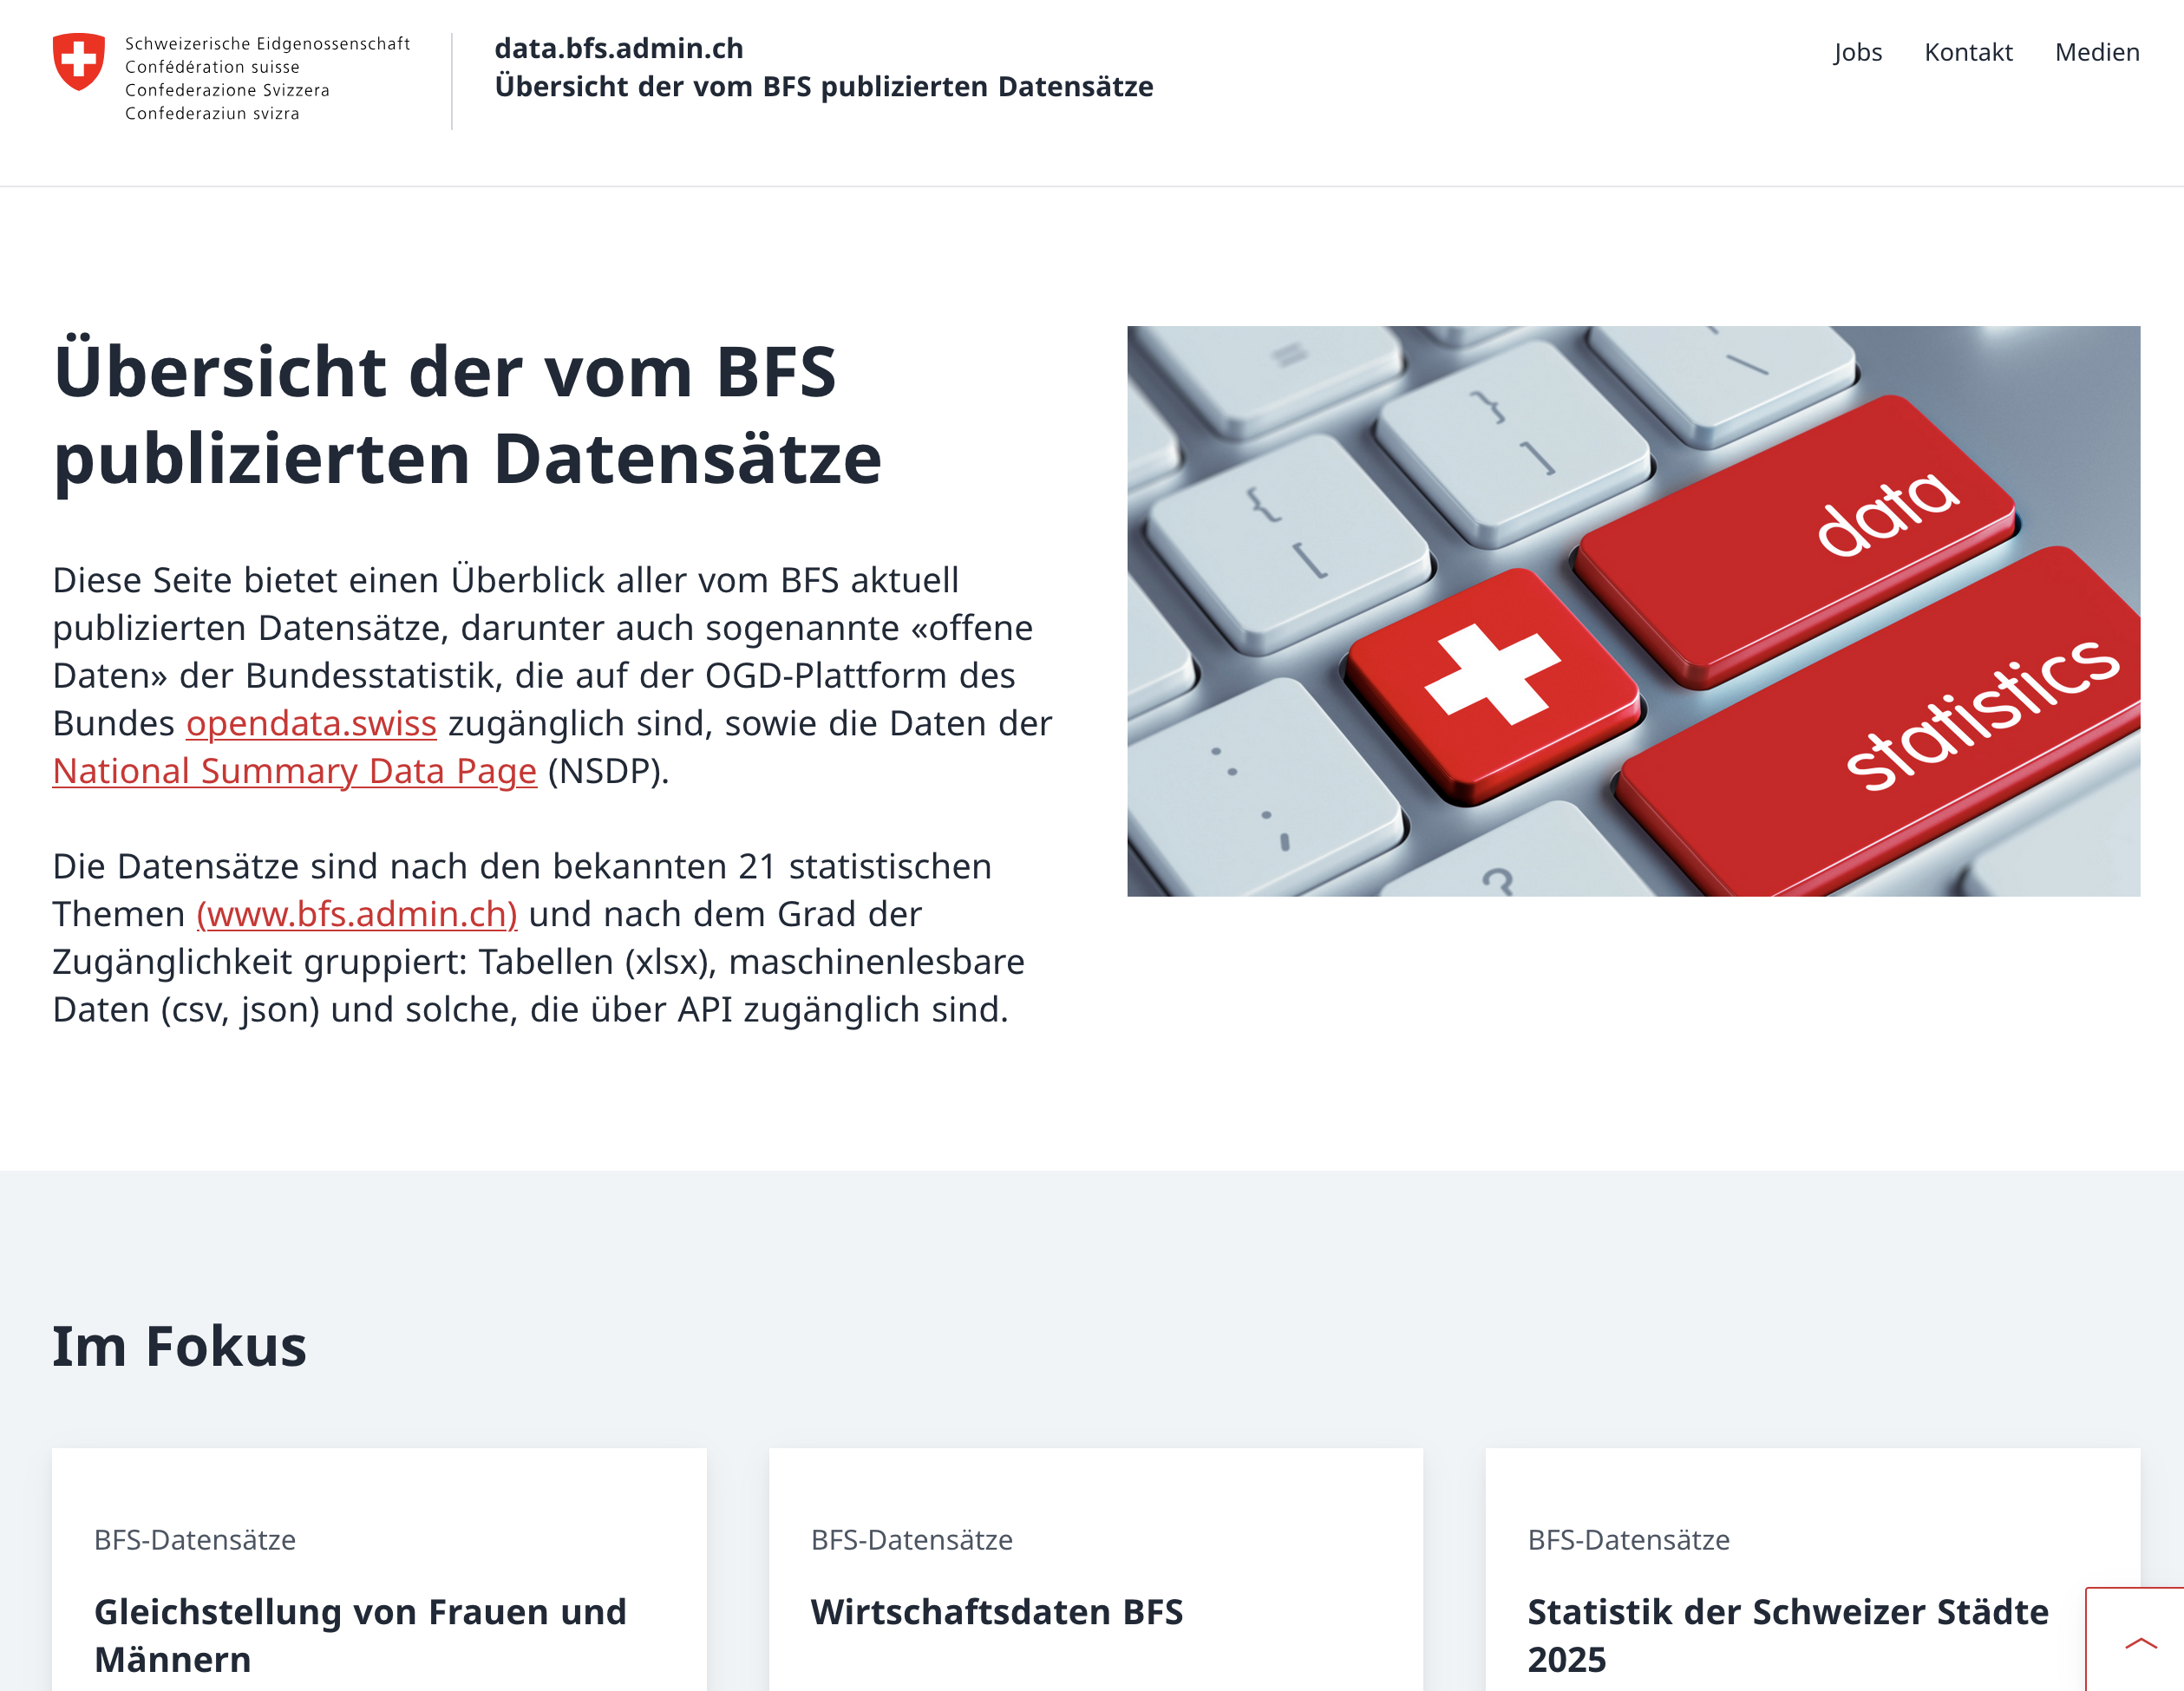 Schweizerische Eidgenossenschaft
Confédération suisse
Confederazione Svizzera
Confederaziun svizra
data.bfs.admin.ch
Übersicht der vom BFS publizierten Datensätze
Jobs Kontakt Medien
Übersicht der vom BFS
publizierten Datensätze
Diese Seite bietet einen Überblick aller vom BFS aktuell
publizierten Datensätze, darunter auch sogenannte «offene
Daten» der Bundesstatistik, die auf der OGD-Plattform des
Bundes opendata.swiss zugänglich sind, sowie die Daten der
National Summary Data Page (NSDP).
Die Datensätze sind nach den bekannten 21 statistischen
Themen (www.bfs.admin.ch) und nach dem Grad der
Zugänglichkeit gruppiert: Tabellen (xlsx), maschinenlesbare
Daten (csv, json) und solche, die über API zugänglich sind.
=
}
]
\
{
[
data
statistics
:
;
?
Im Fokus
BFS-Datensätze
Gleichstellung von Frauen und
Männern
BFS-Datensätze
Wirtschaftsdaten BFS
BFS-Datensätze
Statistik der Schweizer Städte
2025